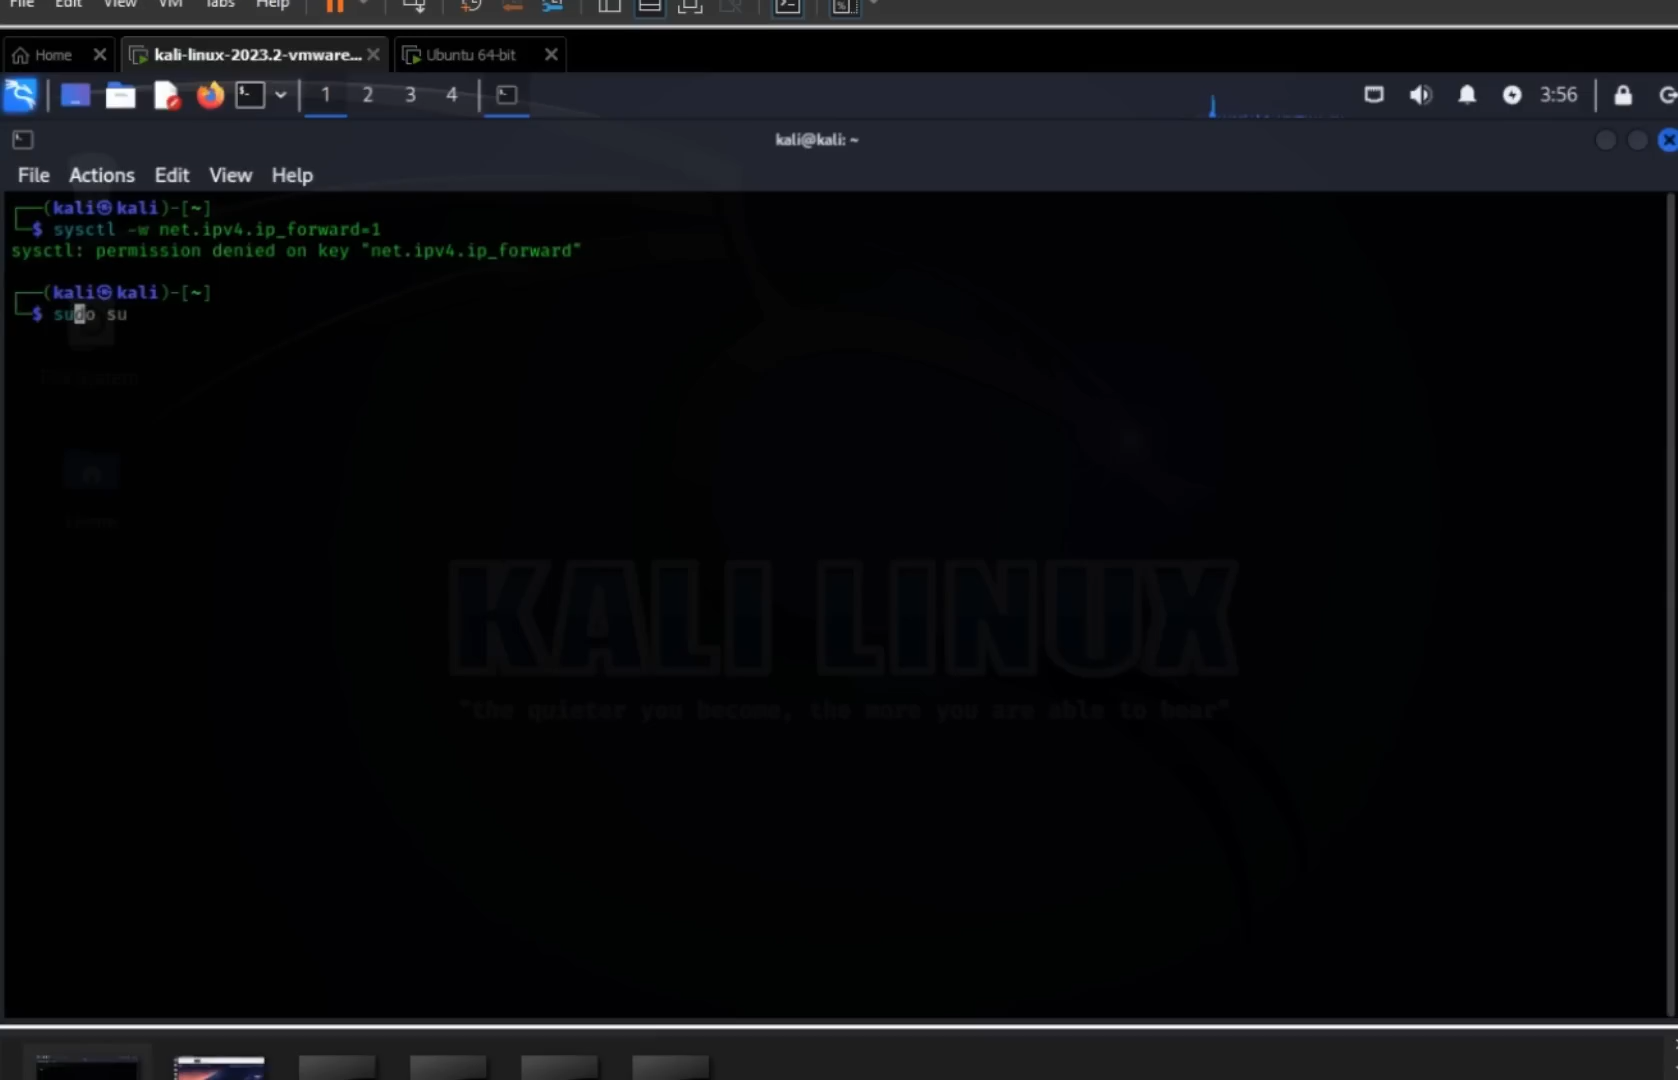 File Edit View VM Tabs Help
Home kali-linux-2023.2-vmware... Ubuntu 64-bit
1 2 3 4 3:56
kali@kali: ~
File Actions Edit View Help
┌──(kali㉿kali)-[~]
└─$ sysctl -w net.ipv4.ip_forward=1
sysctl: permission denied on key "net.ipv4.ip_forward"
┌──(kali㉿kali)-[~]
└─$ sudo su
File System
Home
KALI LINUX
"the quieter you become, the more you are able to hear"